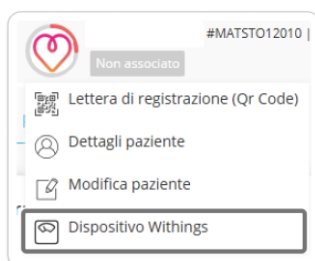 #MATSTO12010 |
Non associato
Lettera di registrazione (Qr Code)
Dettagli paziente
Modifica paziente
Dispositivo Withings